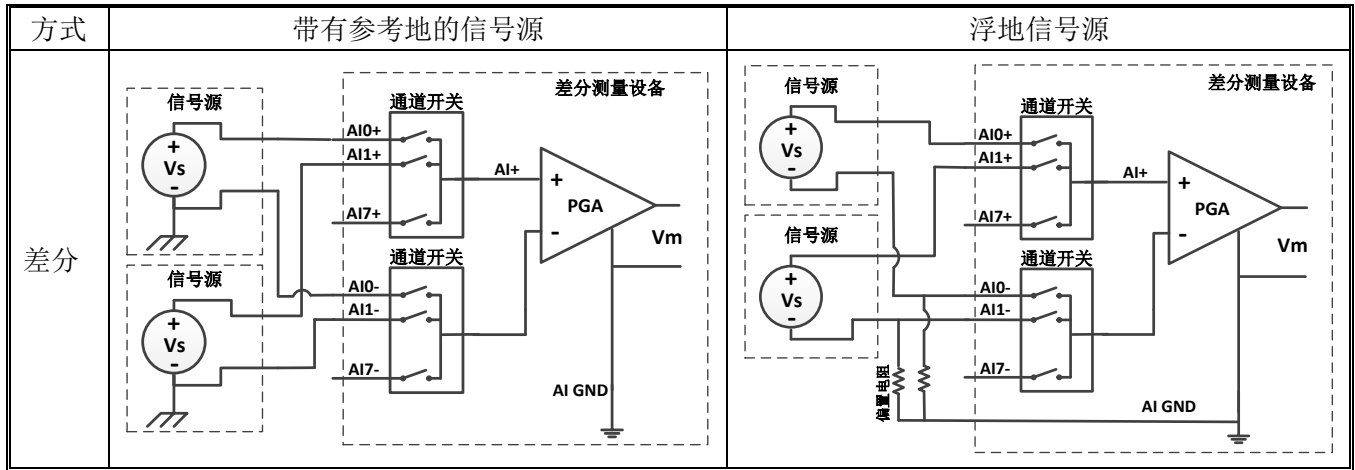 方式
带有参考地的信号源
浮地信号源
差分
信号源
+
Vs
-
信号源
+
Vs
-
差分测量设备
通道开关
AI0+
AI1+
AI7+
AI+
+
PGA
-
Vm
通道开关
AI0-
AI1-
AI7-
AI GND
信号源
+
Vs
-
信号源
+
Vs
-
差分测量设备
通道开关
AI0+
AI1+
AI7+
AI+
+
PGA
-
Vm
通道开关
AI0-
AI1-
AI7-
偏置电阻
AI GND